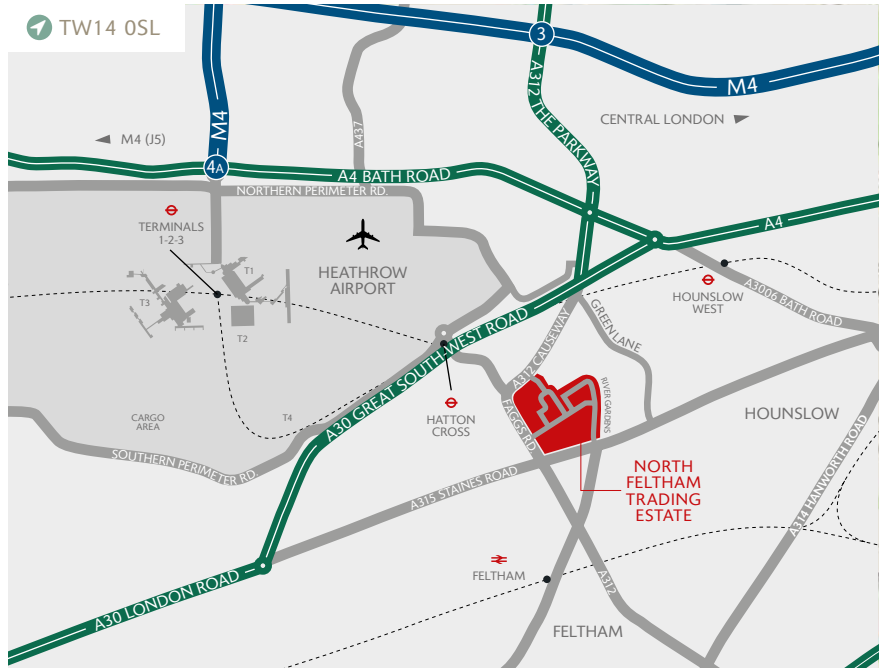 TW14 0SL
3
M4
A312 THE PARKWAY
CENTRAL LONDON
M4
A437
M4 (J5)
4A
A4 BATH ROAD
NORTHERN PERIMETER RD.
A4
TERMINALS
1-2-3
T1
HEATHROW
AIRPORT
T3
T2
HOUNSLOW
WEST
A3006 BATH ROAD
GREEN LANE
A30 GREAT SOUTH-WEST ROAD
A312 CAUSEWAY
RIVER GARDENS
FAGGS RD.
HATTON
CROSS
CARGO
AREA
T4
HOUNSLOW
SOUTHERN PERIMETER RD.
A315 STAINES ROAD
NORTH
FELTHAM
TRADING
ESTATE
A314 HANWORTH ROAD
FELTHAM
A312
A30 LONDON ROAD
FELTHAM